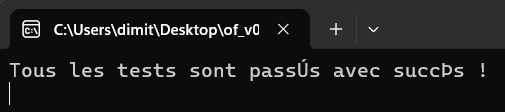 C:\Users\dimit\Desktop\of_v0
Tous les tests sont passÚs avec succÞs !